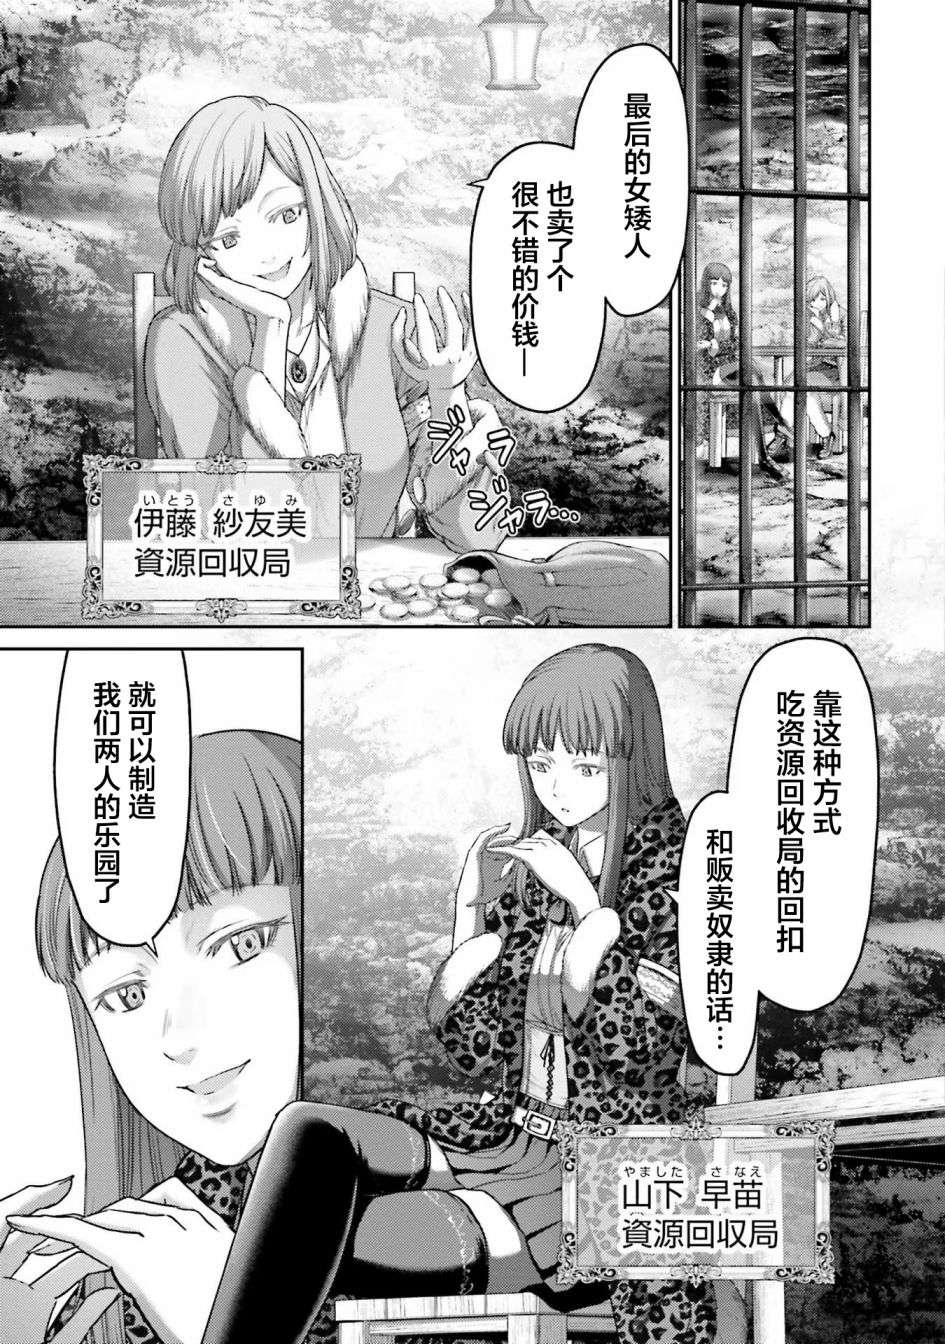 最后的女矮人
也卖了个
很不错的价钱—
ジャラ
ジャラ…
いとう さゆみ
伊藤 紗友美
資源回収局
靠这种方式
吃资源回收局的回扣
和贩卖奴隶的话…
やました さなえ
山下 早苗
資源回収局
就可以制造
我们两人的乐园了